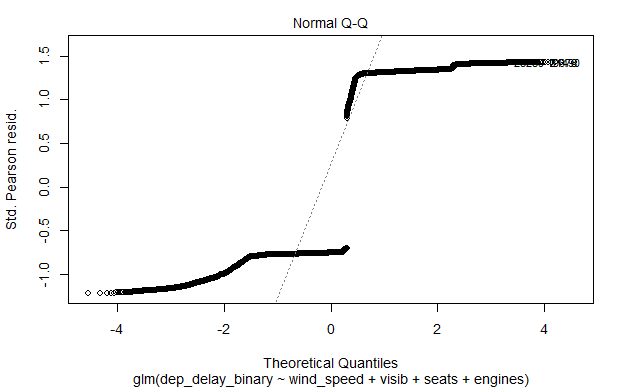 Normal Q-Q
Std. Pearson resid.
1.5
1.0
0.5
0.0
-0.5
-1.0
-4
-2
0
2
4
Theoretical Quantiles
glm(dep_delay_binary ~ wind_speed + visib + seats + engines)